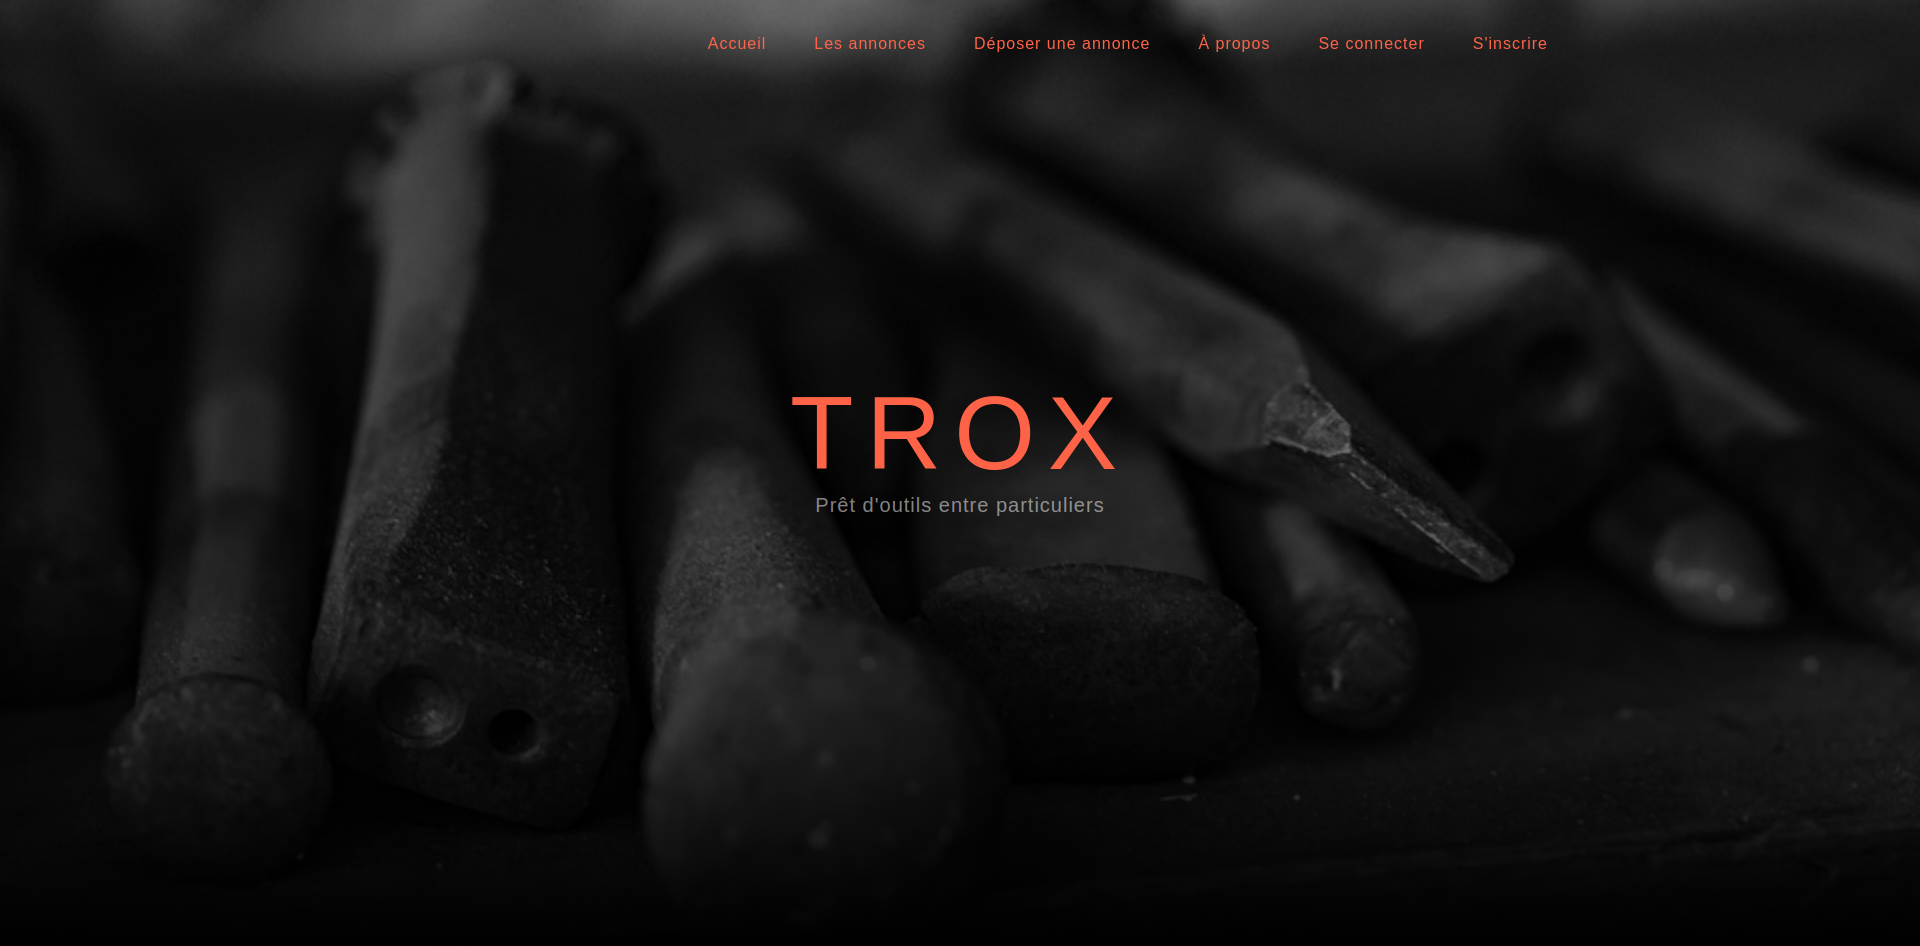 Accueil Les annonces Déposer une annonce À propos Se connecter S'inscrire
TROX
Prêt d'outils entre particuliers